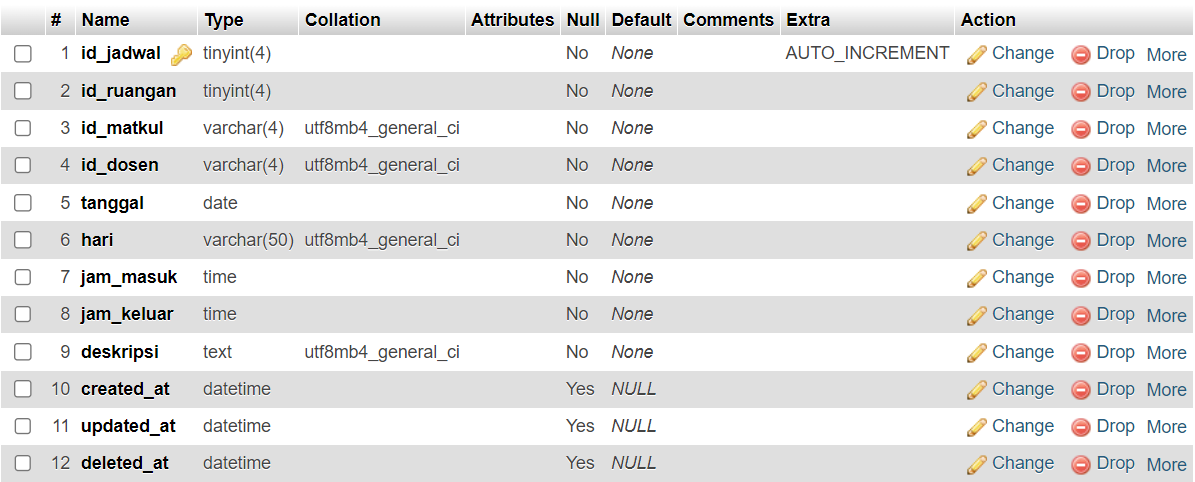 # Name Type Collation Attributes Null Default Comments Extra Action
1 id_jadwal tinyint(4) No None AUTO_INCREMENT Change Drop More
2 id_ruangan tinyint(4) No None Change Drop More
3 id_matkul varchar(4) utf8mb4_general_ci No None Change Drop More
4 id_dosen varchar(4) utf8mb4_general_ci No None Change Drop More
5 tanggal date No None Change Drop More
6 hari varchar(50) utf8mb4_general_ci No None Change Drop More
7 jam_masuk time No None Change Drop More
8 jam_keluar time No None Change Drop More
9 deskripsi text utf8mb4_general_ci No None Change Drop More
10 created_at datetime Yes NULL Change Drop More
11 updated_at datetime Yes NULL Change Drop More
12 deleted_at datetime Yes NULL Change Drop More